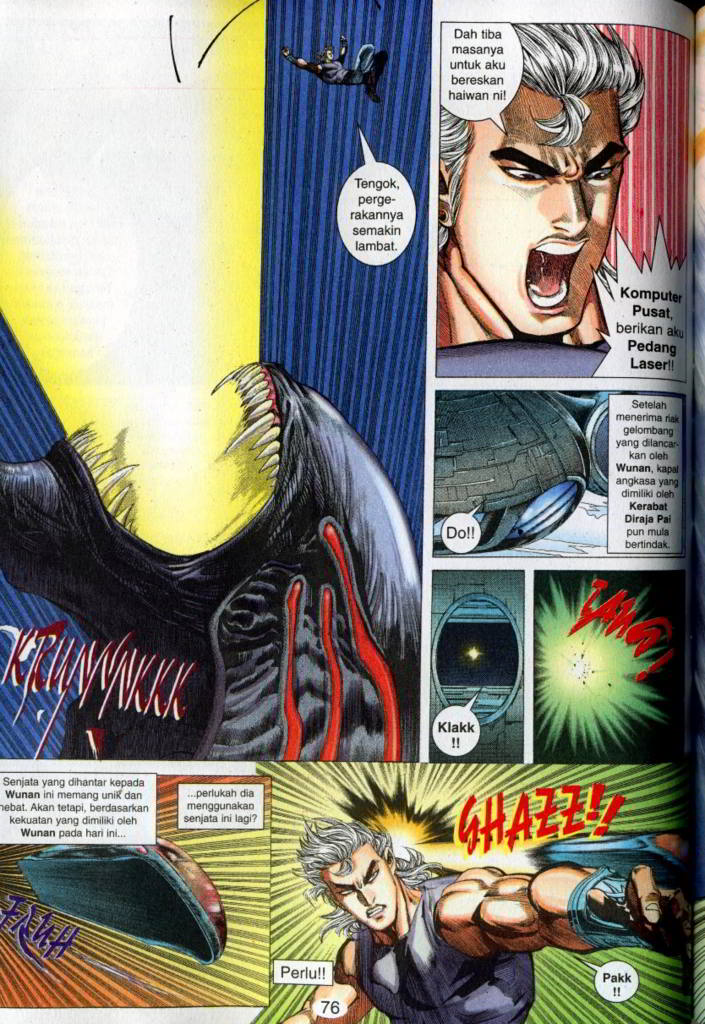 Dah tiba
masanya
untuk aku
bereskan
haiwan ni!
Tengok,
perge-
rakannya
semakin
lambat.
Komputer
Pusat,
berikan aku
Pedang
Laser!!
KRUNNNKKK
Setelah
menerima riak
gelombang
yang dilancar-
kan oleh
Wunan, kapal
angkasa yang
dimiliki oleh
Kerabat
Diraja Pai
pun mula
bertindak.
Do!!
Klakk
!!
Senjata yang dihantar kepada
Wunan ini memang unik dan
hebat. Akan tetapi, berdasarkan
kekuatan yang dimiliki oleh
Wunan pada hari ini...
...perlukah dia
menggunakan
senjata ini lagi?
GHAZZ!!
Perlu!!
Pakk
!!
76